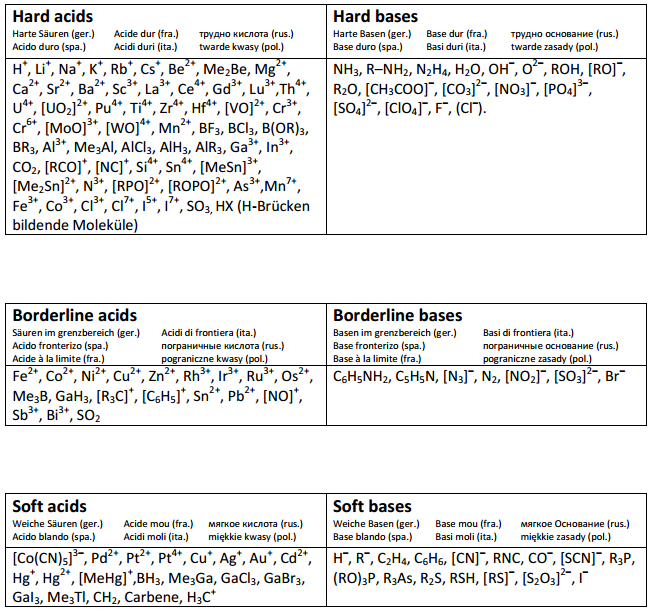 Hard acids
Harte Säuren (ger.) Acide dur (fra.) трудно кислота (rus.)
Acido duro (spa.) Acidi duri (ita.) twarde kwasy (pol.)
H⁺, Li⁺, Na⁺, K⁺, Rb⁺, Cs⁺, Be²⁺, Me₂Be, Mg²⁺,
Ca²⁺, Sr²⁺, Ba²⁺, Sc³⁺, La³⁺, Ce⁴⁺, Gd³⁺, Lu³⁺,Th⁴⁺,
U⁴⁺, [UO₂]²⁺, Pu⁴⁺, Ti⁴⁺, Zr⁴⁺, Hf⁴⁺, [VO]²⁺, Cr³⁺,
Cr⁶⁺, [MoO]³⁺, [WO]⁴⁺, Mn²⁺, BF₃, BCl₃, B(OR)₃,
BR₃, Al³⁺, Me₃Al, AlCl₃, AlH₃, AlR₃, Ga³⁺, In³⁺,
CO₂, [RCO]⁺, [NC]⁺, Si⁴⁺, Sn⁴⁺, [MeSn]³⁺,
[Me₂Sn]²⁺, N³⁺, [RPO]²⁺, [ROPO]²⁺, As³⁺,Mn⁷⁺,
Fe³⁺, Co³⁺, Cl³⁺, Cl⁷⁺, I⁵⁺, I⁷⁺, SO₃, HX (H-Brücken
bildende Moleküle)
Hard bases
Harte Basen (ger.) Base dur (fra.) трудно основание (rus.)
Base duro (spa.) Basi duri (ita.) twarde zasady (pol.)
NH₃, R–NH₂, N₂H₄, H₂O, OH⁻, O²⁻, ROH, [RO]⁻,
R₂O, [CH₃COO]⁻, [CO₃]²⁻, [NO₃]⁻, [PO₄]³⁻,
[SO₄]²⁻, [ClO₄]⁻, F⁻, (Cl⁻).
Borderline acids
Säuren im grenzbereich (ger.) Acidi di frontiera (ita.)
Acido fronterizo (spa.) пограничные кислота (rus.)
Acide à la limite (fra.) pograniczne kwasy (pol.)
Fe²⁺, Co²⁺, Ni²⁺, Cu²⁺, Zn²⁺, Rh³⁺, Ir³⁺, Ru³⁺, Os²⁺,
Me₃B, GaH₃, [R₃C]⁺, [C₆H₅]⁺, Sn²⁺, Pb²⁺, [NO]⁺,
Sb³⁺, Bi³⁺, SO₂
Borderline bases
Basen im grenzbereich (ger.) Basi di frontiera (ita.)
Base fronterizo (spa.) пограничные основание (rus.)
Base à la limite (fra.) pograniczne zasady (pol.)
C₆H₅NH₂, C₅H₅N, [N₃]⁻, N₂, [NO₂]⁻, [SO₃]²⁻, Br⁻
Soft acids
Weiche Säuren (ger.) Acide mou (fra.) мягкое кислота (rus.)
Acido blando (spa.) Acidi moli (ita.) miękkie kwasy (pol.)
[Co(CN)₅]³⁻, Pd²⁺, Pt²⁺, Pt⁴⁺, Cu⁺, Ag⁺, Au⁺, Cd²⁺,
Hg⁺, Hg²⁺, [MeHg]⁺,BH₃, Me₃Ga, GaCl₃, GaBr₃,
GaI₃, Me₃Tl, CH₂, Carbene, H₃C⁺
Soft bases
Weiche Basen (ger.) Base mou (fra.) мягкое Основание (rus.)
Base blando (spa.) Basi moli (ita.) miękkie zasady (pol.)
H⁻, R⁻, C₂H₄, C₆H₆, [CN]⁻, RNC, CO⁻, [SCN]⁻, R₃P,
(RO)₃P, R₃As, R₂S, RSH, [RS]⁻, [S₂O₃]²⁻, I⁻